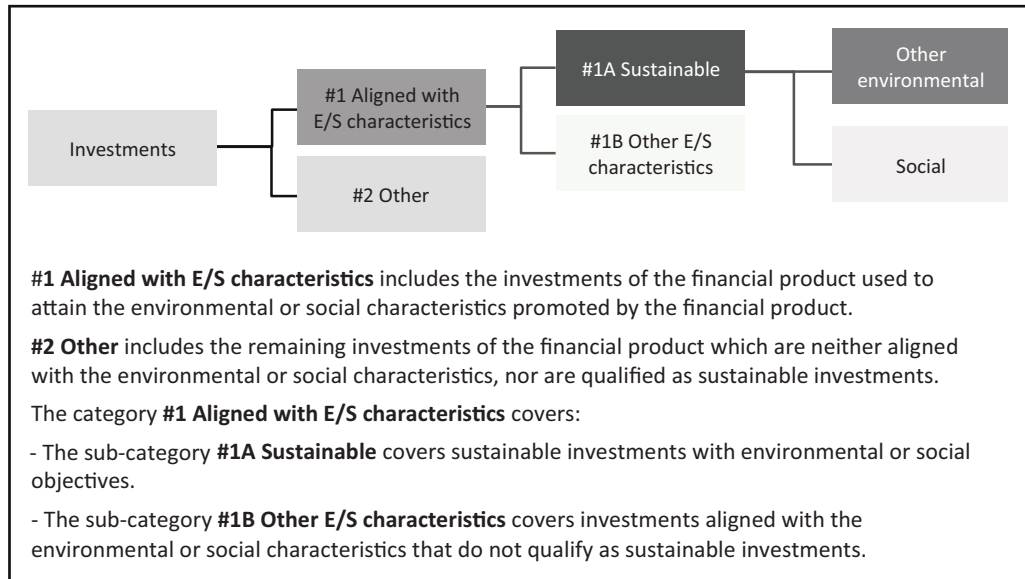 Investments
#1 Aligned with
E/S characteristics
#2 Other
#1A Sustainable
#1B Other E/S
characteristics
Other
environmental
Social
#1 Aligned with E/S characteristics includes the investments of the financial product used to
attain the environmental or social characteristics promoted by the financial product.
#2 Other includes the remaining investments of the financial product which are neither aligned
with the environmental or social characteristics, nor are qualified as sustainable investments.
The category #1 Aligned with E/S characteristics covers:
- The sub-category #1A Sustainable covers sustainable investments with environmental or social
objectives.
- The sub-category #1B Other E/S characteristics covers investments aligned with the
environmental or social characteristics that do not qualify as sustainable investments.